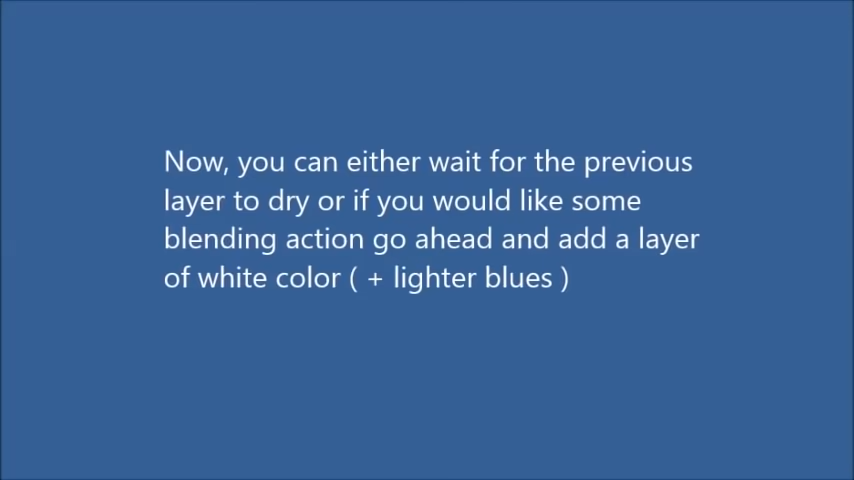 Now, you can either wait for the previous
layer to dry or if you would like some
blending action go ahead and add a layer
of white color ( + lighter blues )